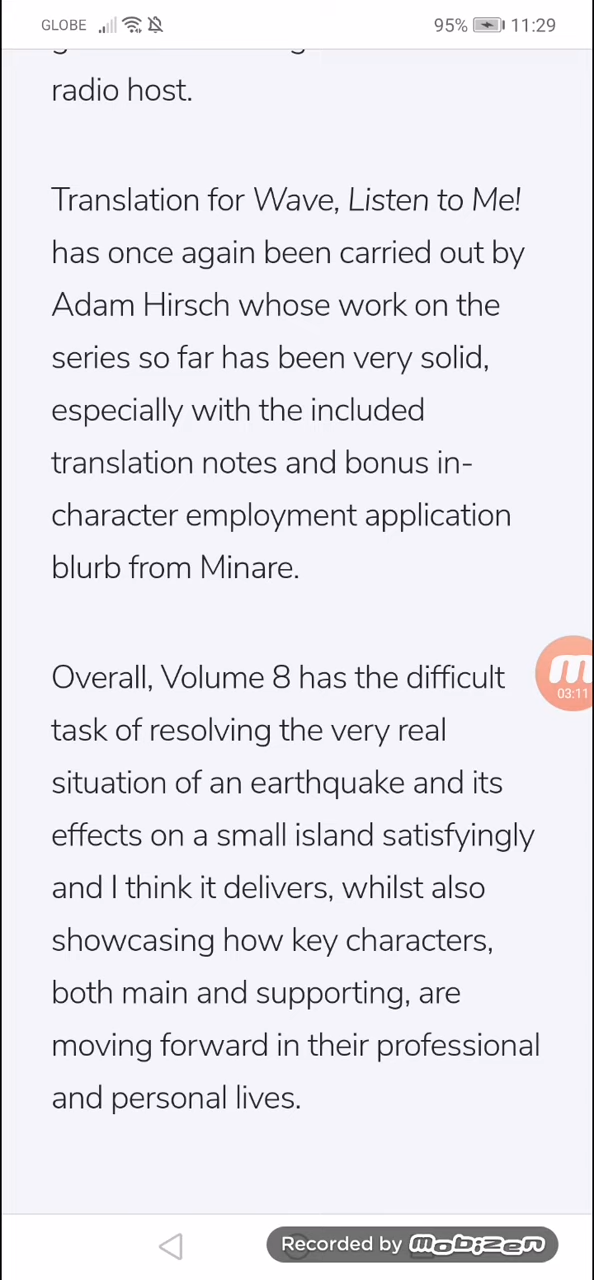 GLOBE 95% 11:29
radio host.
Translation for Wave, Listen to Me!
has once again been carried out by
Adam Hirsch whose work on the
series so far has been very solid,
especially with the included
translation notes and bonus in-
character employment application
blurb from Minare.
Overall, Volume 8 has the difficult
task of resolving the very real
m
03:11
situation of an earthquake and its
effects on a small island satisfyingly
and I think it delivers, whilst also
showcasing how key characters,
both main and supporting, are
moving forward in their professional
and personal lives.
Recorded by mobizen